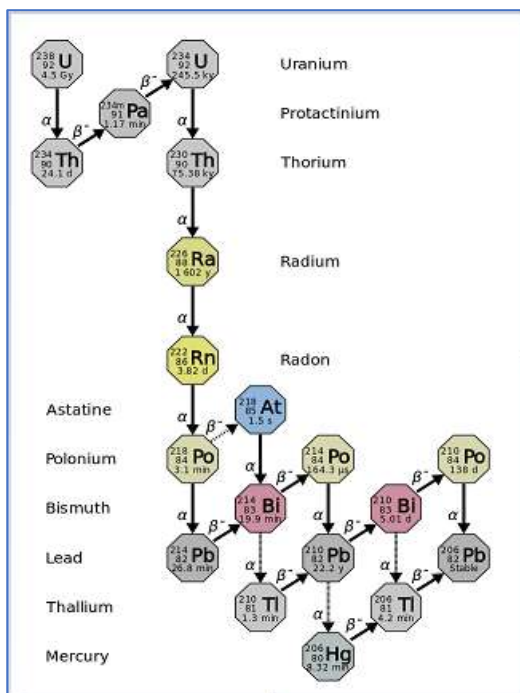 238 92 U 4.5 Gy
234 92 U 245.5 ky
Uranium
β⁻
234m 91 Pa 1.17 min
Protactinium
α
β⁻
α
234 90 Th 24.1 d
230 90 Th 75.38 ky
Thorium
α
226 88 Ra 1 602 y
Radium
α
222 86 Rn 3.82 d
Radon
Astatine
α
β⁻
218 85 At 1.5 s
Polonium
218 84 Po 3.1 min
α
214 84 Po 164.3 µs
210 84 Po 138 d
Bismuth
α
β⁻
214 83 Bi 19.9 min
β⁻
α
β⁻
210 83 Bi 5.01 d
β⁻
α
Lead
214 82 Pb 26.8 min
α
β⁻
210 82 Pb 22.2 y
α
β⁻
206 82 Pb Stable
Thallium
210 81 Tl 1.3 min
α
β⁻
206 81 Tl 4.2 min
Mercury
206 80 Hg 8.32 min